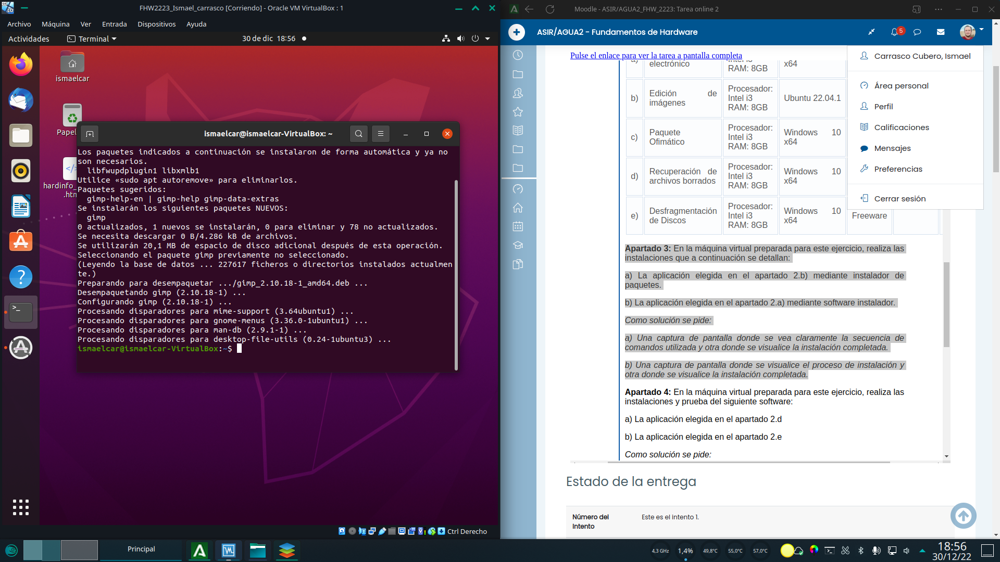 FHW2223_Ismael_carrasco [Corriendo] - Oracle VM VirtualBox : 1
Archivo Máquina Ver Entrada Dispositivos Ayuda
Actividades Terminal 30 de dic 18:56
ismaelcar
Papel
hardinfo_
.htm
ismaelcar@ismaelcar-VirtualBox: ~
Los paquetes indicados a continuación se instalaron de forma automática y ya no
son necesarios.
libfwupdplugin1 libxmlb1
Utilice «sudo apt autoremove» para eliminarlos.
Paquetes sugeridos:
gimp-help-en | gimp-help gimp-data-extras
Se instalarán los siguientes paquetes NUEVOS:
gimp
0 actualizados, 1 nuevos se instalarán, 0 para eliminar y 78 no actualizados.
Se necesita descargar 0 B/4.286 kB de archivos.
Se utilizarán 20,1 MB de espacio de disco adicional después de esta operación.
Seleccionando el paquete gimp previamente no seleccionado.
(Leyendo la base de datos ... 227617 ficheros o directorios instalados actualmen
te.)
Preparando para desempaquetar .../gimp_2.10.18-1_amd64.deb ...
Desempaquetando gimp (2.10.18-1) ...
Configurando gimp (2.10.18-1) ...
Procesando disparadores para mime-support (3.64ubuntu1) ...
Procesando disparadores para gnome-menus (3.36.0-1ubuntu1) ...
Procesando disparadores para man-db (2.9.1-1) ...
Procesando disparadores para desktop-file-utils (0.24-1ubuntu3) ...
ismaelcar@ismaelcar-VirtualBox:~$
Ctrl Derecho
Moodle - ASIR/AGUA2_FHW_2223: Tarea online 2
ASIR/AGUA2 - Fundamentos de Hardware
5
Pulse el enlace para ver la tarea a pantalla completa
a) electrónico Intel i3 RAM: 8GB x64
b) Edición de imágenes Procesador: Intel i3 RAM: 8GB Ubuntu 22.04.1
c) Paquete Ofimático Procesador: Intel i3 RAM: 8GB Windows 10 x64
d) Recuperación de archivos borrados Procesador: Intel i3 RAM: 8GB Windows 10 x64
e) Desfragmentación de Discos Procesador: Intel i3 RAM: 8GB Windows 10 x64 Freeware
Carrasco Cubero, Ismael
Área personal
Perfil
Calificaciones
Mensajes
Preferencias
Cerrar sesión
Apartado 3: En la máquina virtual preparada para este ejercicio, realiza las
instalaciones que a continuación se detallan:
a) La aplicación elegida en el apartado 2.b) mediante instalador de
paquetes.
b) La aplicación elegida en el apartado 2.a) mediante software instalador.
Como solución se pide:
a) Una captura de pantalla donde se vea claramente la secuencia de
comandos utilizada y otra donde se visualice la instalación completada.
b) Una captura de pantalla donde se visualice el proceso de instalación y
otra donde se visualice la instalación completada.
Apartado 4: En la máquina virtual preparada para este ejercicio, realiza las
instalaciones y prueba del siguiente software:
a) La aplicación elegida en el apartado 2.d
b) La aplicación elegida en el apartado 2.e
Como solución se pide:
Estado de la entrega
Número del
Intento
Este es el intento 1.
Principal
4,3 GHz 1,4% 49,8°C 55,0°C 57,0°C
18:56
30/12/22